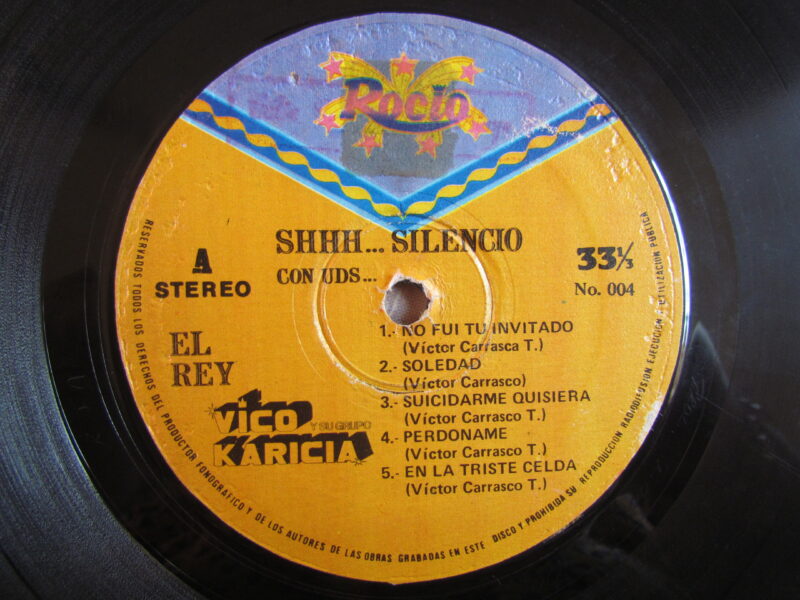 Rocio
SHHH... SILENCIO
CON UDS...
A
STEREO
33⅓
No. 004
EL
REY
VICO
Y SU GRUPO
KARICIA
1.- NO FUI TU INVITADO
(Víctor Carrasca T.)
2.- SOLEDAD
(Víctor Carrasco)
3.- SUICIDARME QUISIERA
(Víctor Carrasco T.)
4.- PERDONAME
(Víctor Carrasco T.)
5.- EN LA TRISTE CELDA
(Víctor Carrasco T.)
RESERVADOS TODOS LOS DERECHOS DEL PRODUCTOR FONOGRAFICO Y DE LOS AUTORES DE LAS OBRAS GRABADAS EN ESTE DISCO Y PROHIBIDA SU REPRODUCCION RADIODIFUSION EJECUCION Y UTILIZACION PUBLICA